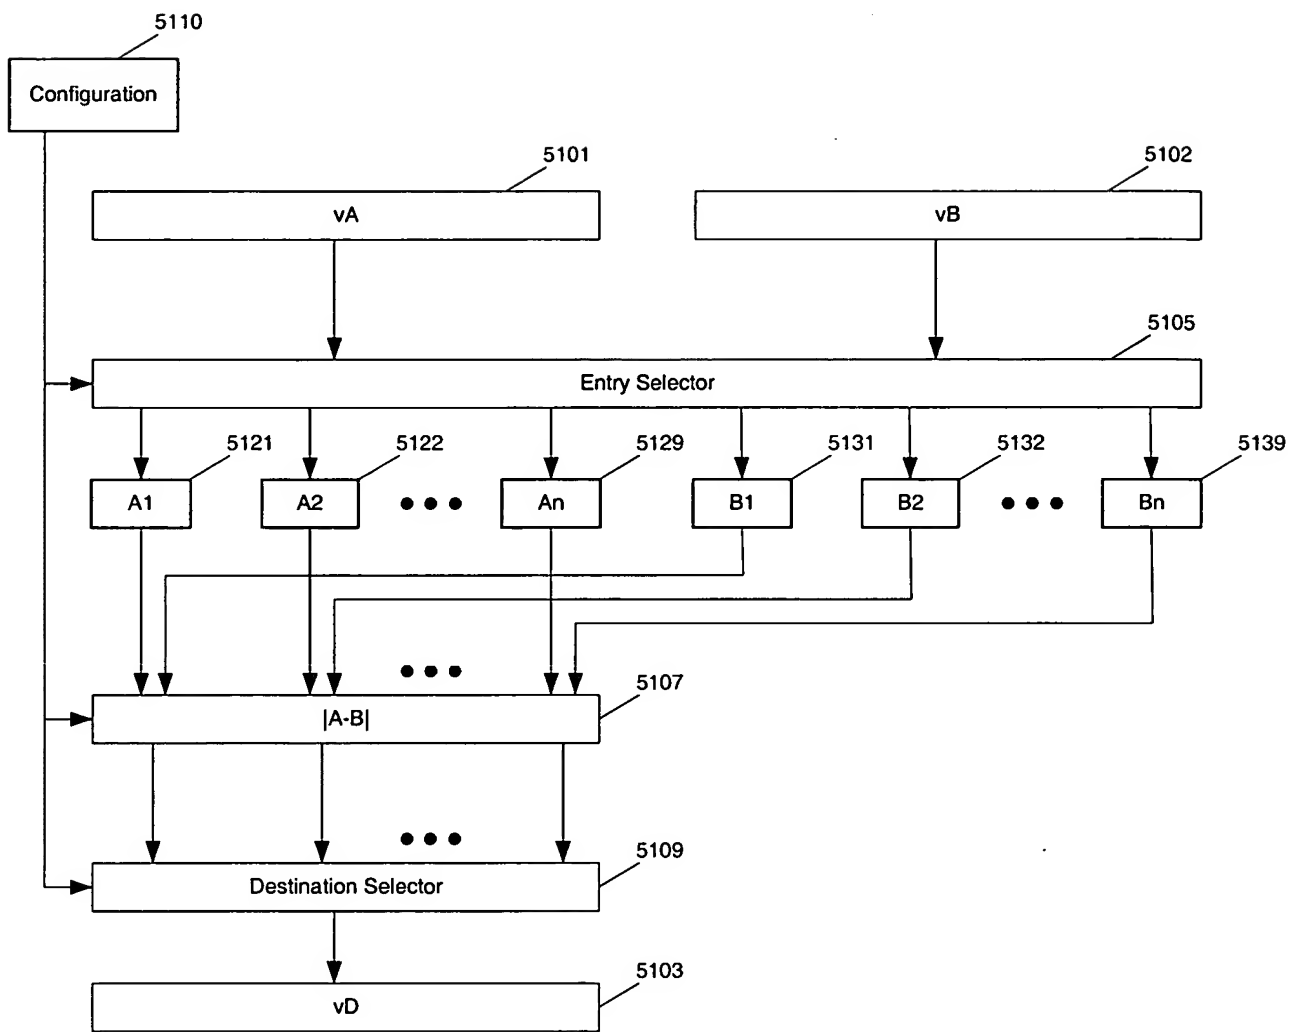 5110
Configuration
5101
5102
vA
vB
5105
Entry Selector
5121
5122
5129
5131
5132
5139
A1
A2
An
B1
B2
Bn
5107
|A-B|
5109
Destination Selector
5103
vD